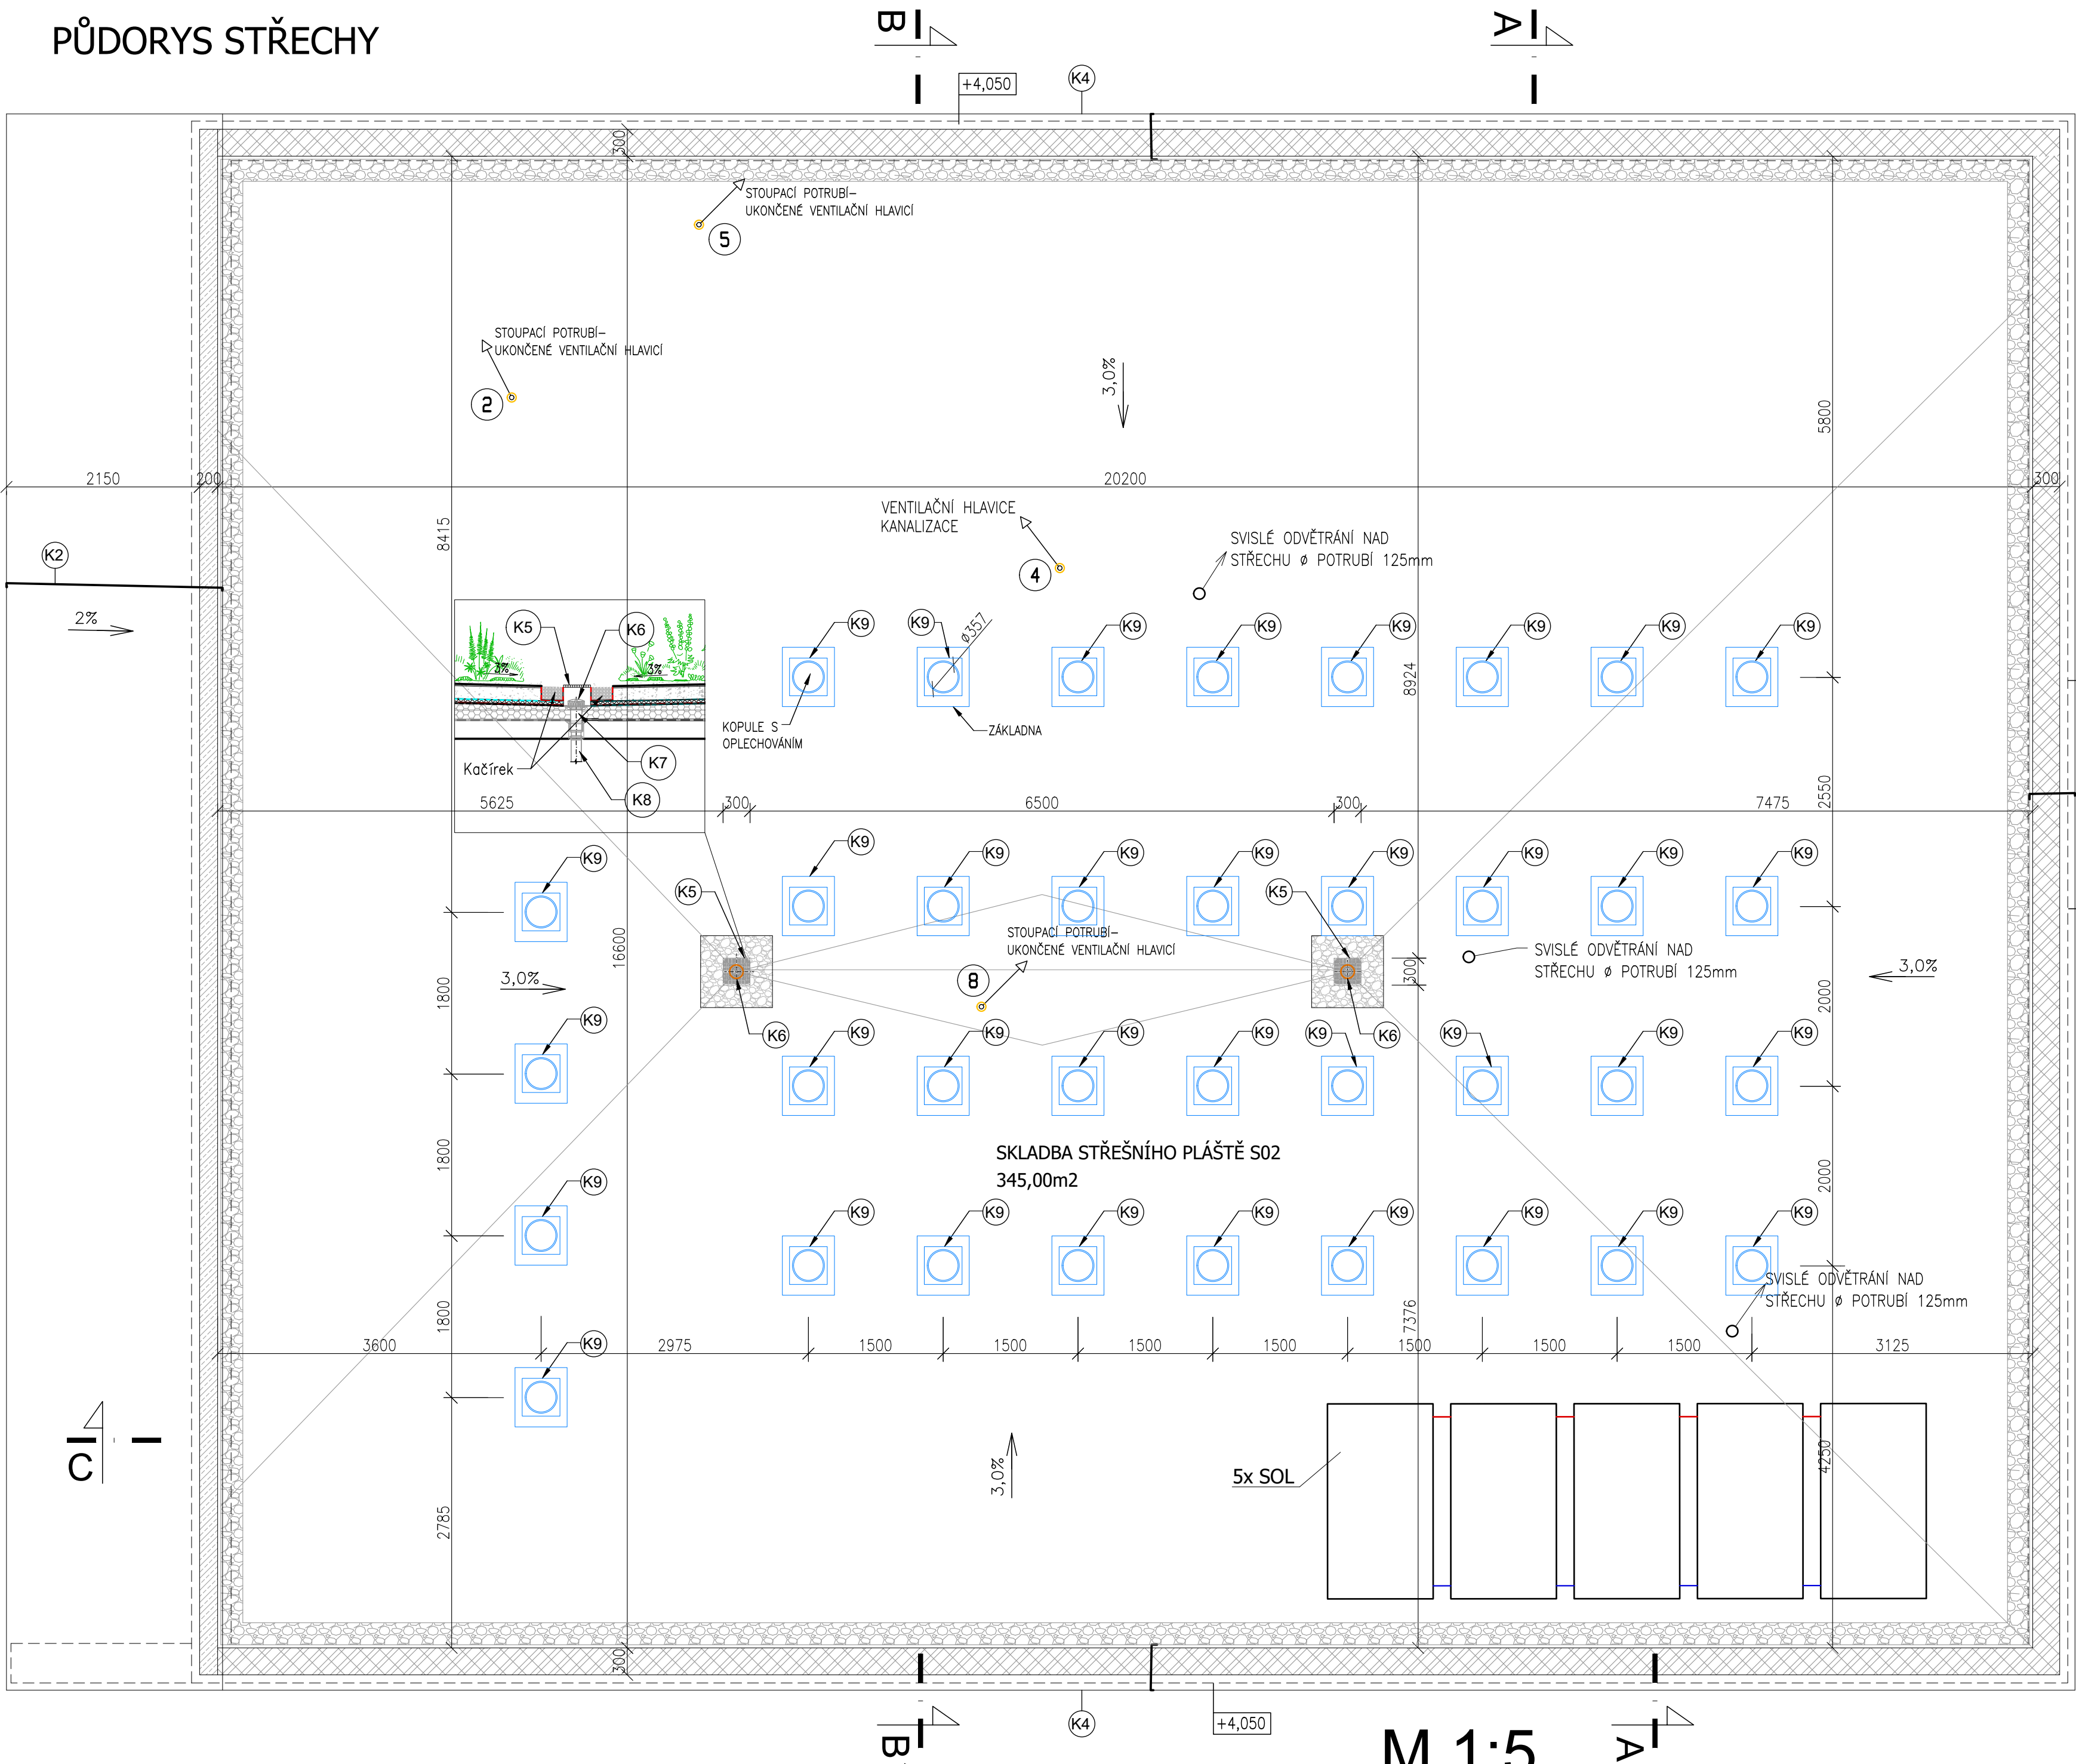 PŮDORYS STŘECHY
B
A
+4,050
K4
300
STOUPACÍ POTRUBÍ–
UKONČENÉ VENTILAČNÍ HLAVICÍ
5
STOUPACÍ POTRUBÍ–
UKONČENÉ VENTILAČNÍ HLAVICÍ
2
3,0%
5800
2150
200
20200
300
8415
VENTILAČNÍ HLAVICE
KANALIZACE
4
SVISLÉ ODVĚTRÁNÍ NAD
STŘECHU ø POTRUBÍ 125mm
K2
2%
K5
K6
3%
3%
Kačírek
K7
K8
K9
K9
ø357
K9
K9
K9
K9
K9
K9
8924
KOPULE S
OPLECHOVÁNÍM
ZÁKLADNA
5625
300
6500
300
7475
2550
K9
K9
K9
K9
K9
K9
K9
K9
K9
K5
K5
STOUPACÍ POTRUBÍ–
UKONČENÉ VENTILAČNÍ HLAVICÍ
8
16600
3,0%
1800
300
SVISLÉ ODVĚTRÁNÍ NAD
STŘECHU ø POTRUBÍ 125mm
3,0%
2000
K9
K6
K9
K9
K9
K9
K9
K6
K9
K9
K9
SKLADBA STŘEŠNÍHO PLÁŠTĚ S02
345,00m2
1800
2000
K9
K9
K9
K9
K9
K9
K9
K9
K9
SVISLÉ ODVĚTRÁNÍ NAD
STŘECHU ø POTRUBÍ 125mm
1800
7376
K9
3600
2975
1500
1500
1500
1500
1500
1500
1500
3125
C
2785
3,0%
5x SOL
4250
300
K4
+4,050
B
M 1:5
A